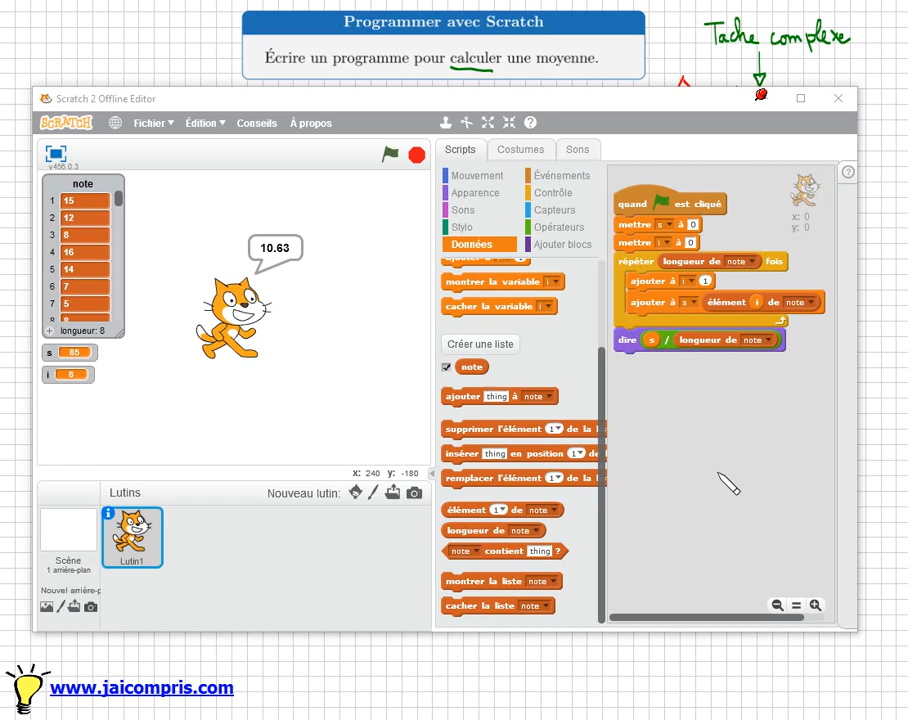 Programmer avec Scratch
Écrire un programme pour calculer une moyenne.
Tache complexe
Scratch 2 Offline Editor
SCRATCH Fichier Édition Conseils À propos
v456.0.3
note
1 15
2 12
3 8
4 16
5 14
6 7
7 5
longueur: 8
s 85
i 8
10.63
x: 240 y: -180
Scripts Costumes Sons
Mouvement Événements
Apparence Contrôle
Sons Capteurs
Stylo Opérateurs
Données Ajouter blocs
montrer la variable i
cacher la variable i
Créer une liste
note
ajouter thing à note
supprimer l'élément 1 de la
insérer thing en position 1 de
remplacer l'élément 1 de la
élément 1 de note
longueur de note
note contient thing ?
montrer la liste note
cacher la liste note
quand est cliqué
mettre s à 0
mettre i à 0
répéter longueur de note fois
ajouter à i 1
ajouter à s élément i de note
dire s / longueur de note
x: 0
y: 0
Lutins Nouveau lutin:
Scène
1 arrière-plan
Nouvel arrière-p
Lutin1
www.jaicompris.com